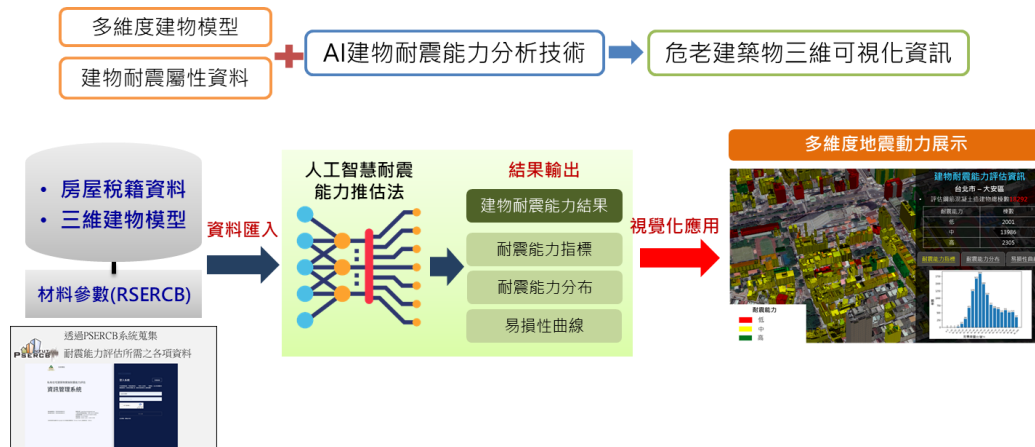 多維度建物模型
建物耐震屬性資料
AI建物耐震能力分析技術
危老建築物三維可視化資訊
• 房屋稅籍資料
• 三維建物模型
材料參數(RSERCB)
透過PSERCB系統蒐集
耐震能力評估所需之各項資料
PSERCB
資訊管理系統
資料匯入
人工智慧耐震
能力推估法
結果輸出
建物耐震能力結果
耐震能力指標
耐震能力分布
易損性曲線
視覺化應用
多維度地震動力展示
建物耐震能力評估資訊
台北市 – 大安區
耐震能力 棟數
低 2001
中 13986
高 2305
耐震能力指標 耐震能力分布 易損性曲線
耐震能力
低
中
高